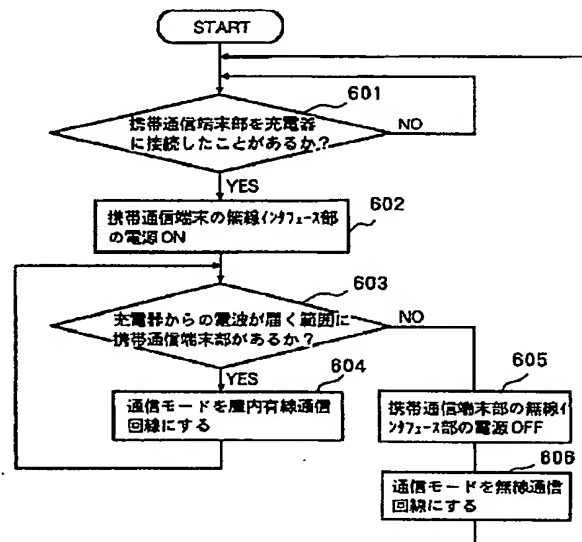 START
601
携帯通信端末部を充電器
に接続したことがあるか？
NO
YES
602
携帯通信端末の無線ｲﾝﾀﾌｪｰｽ部
の電源ON
603
充電器からの電波が届く範囲に
携帯通信端末部があるか？
NO
YES
604
通信モードを屋内有線通信
回線にする
605
携帯通信端末部の無線ｲ
ﾝﾀﾌｪｰｽ部の電源OFF
606
通信モードを無線通信
回線にする